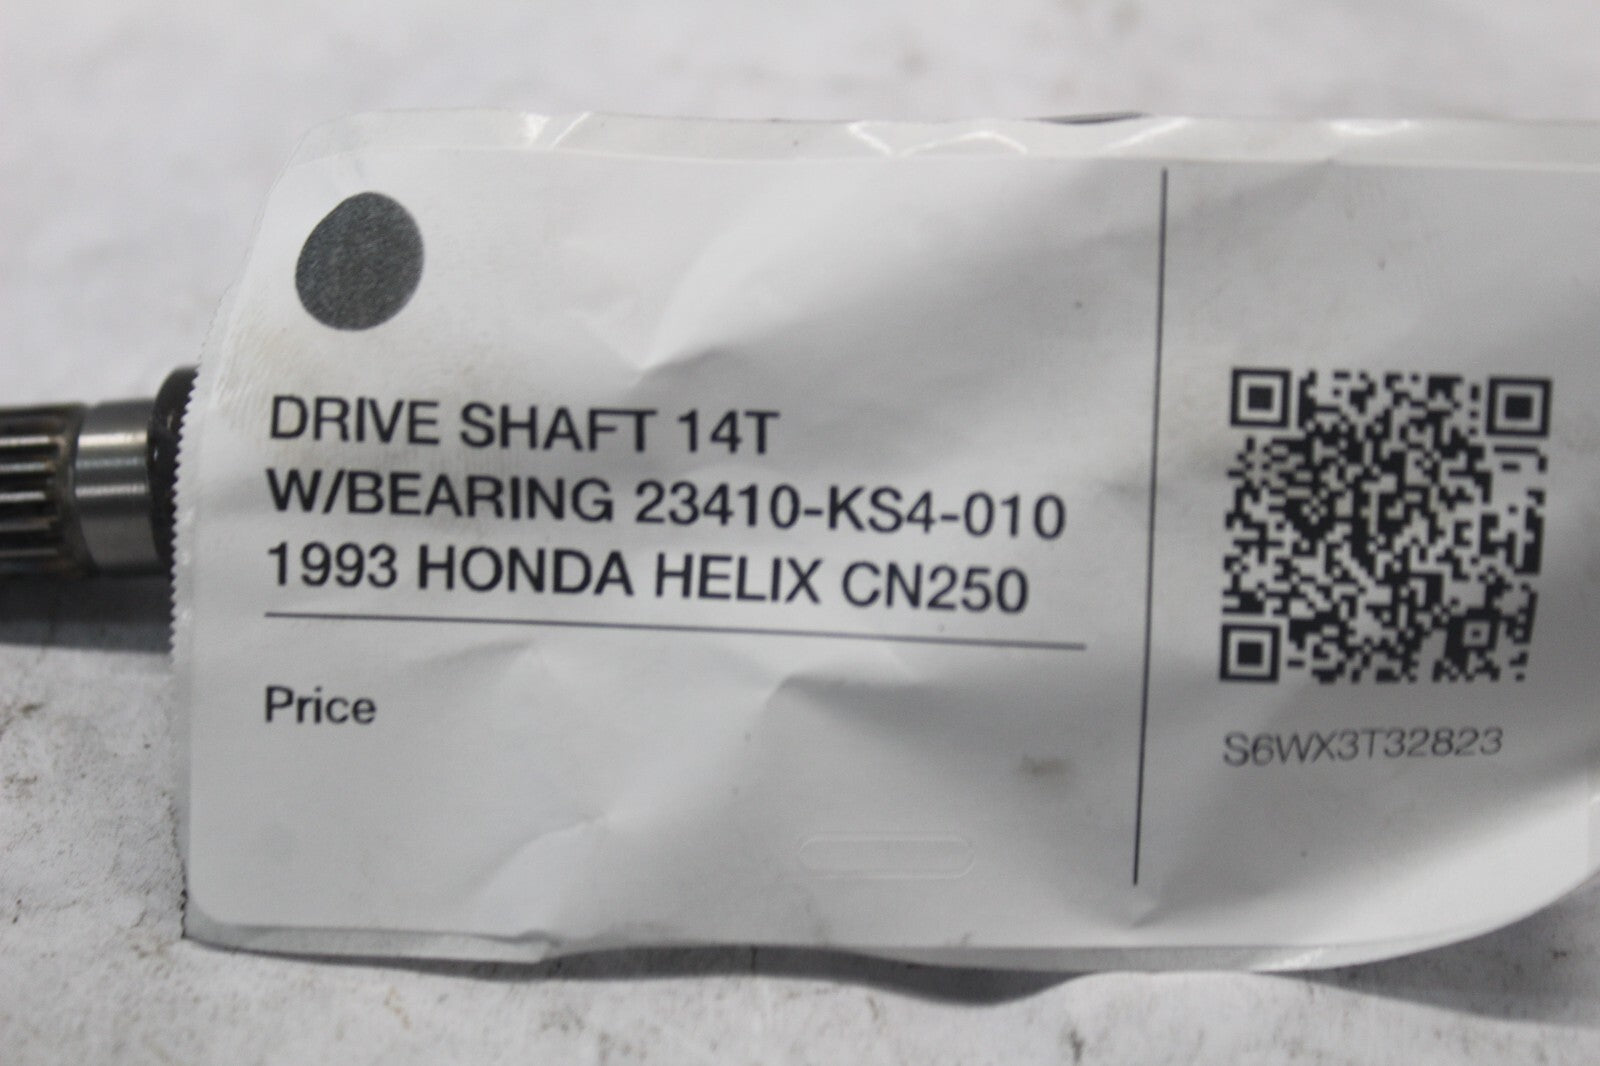 DRIVE SHAFT 14T
W/BEARING 23410-KS4-010
1993 HONDA HELIX CN250
Price
S6WX3T32823